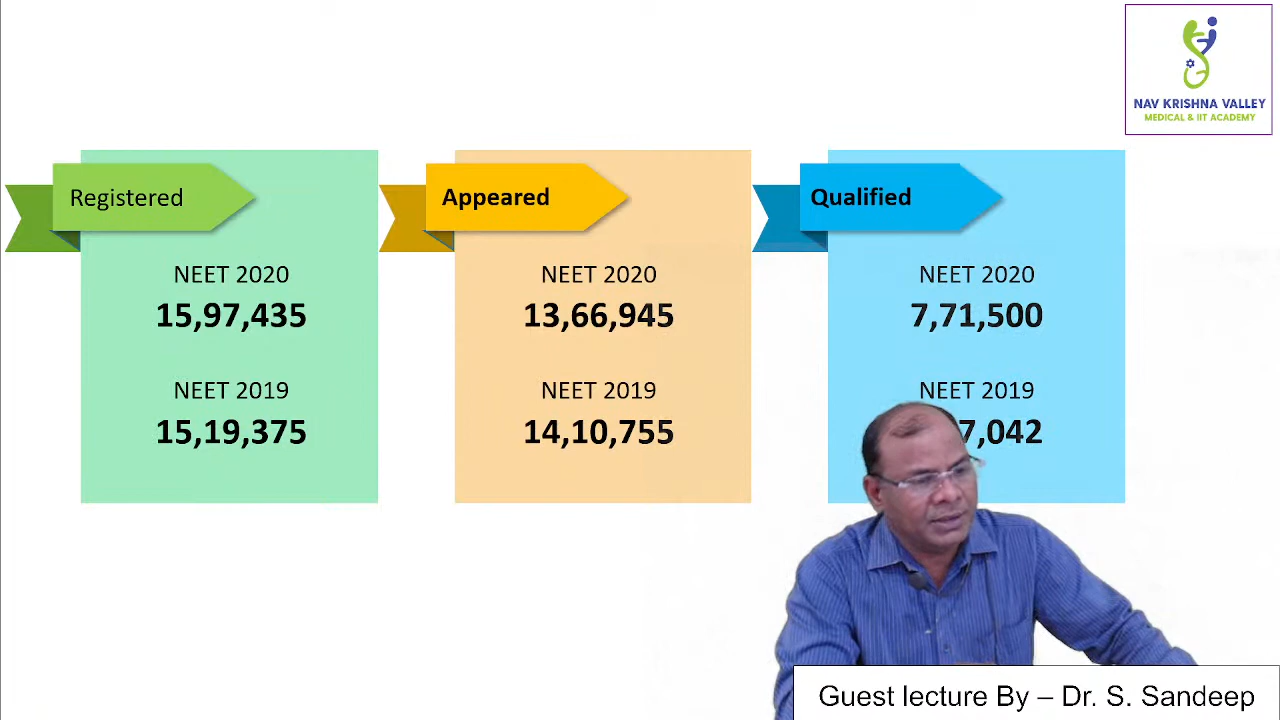 NAV KRISHNA VALLEY
MEDICAL & IIT ACADEMY
Registered
NEET 2020
15,97,435
NEET 2019
15,19,375
Appeared
NEET 2020
13,66,945
NEET 2019
14,10,755
Qualified
NEET 2020
7,71,500
NEET 2019
7,042
Guest lecture By – Dr. S. Sandeep